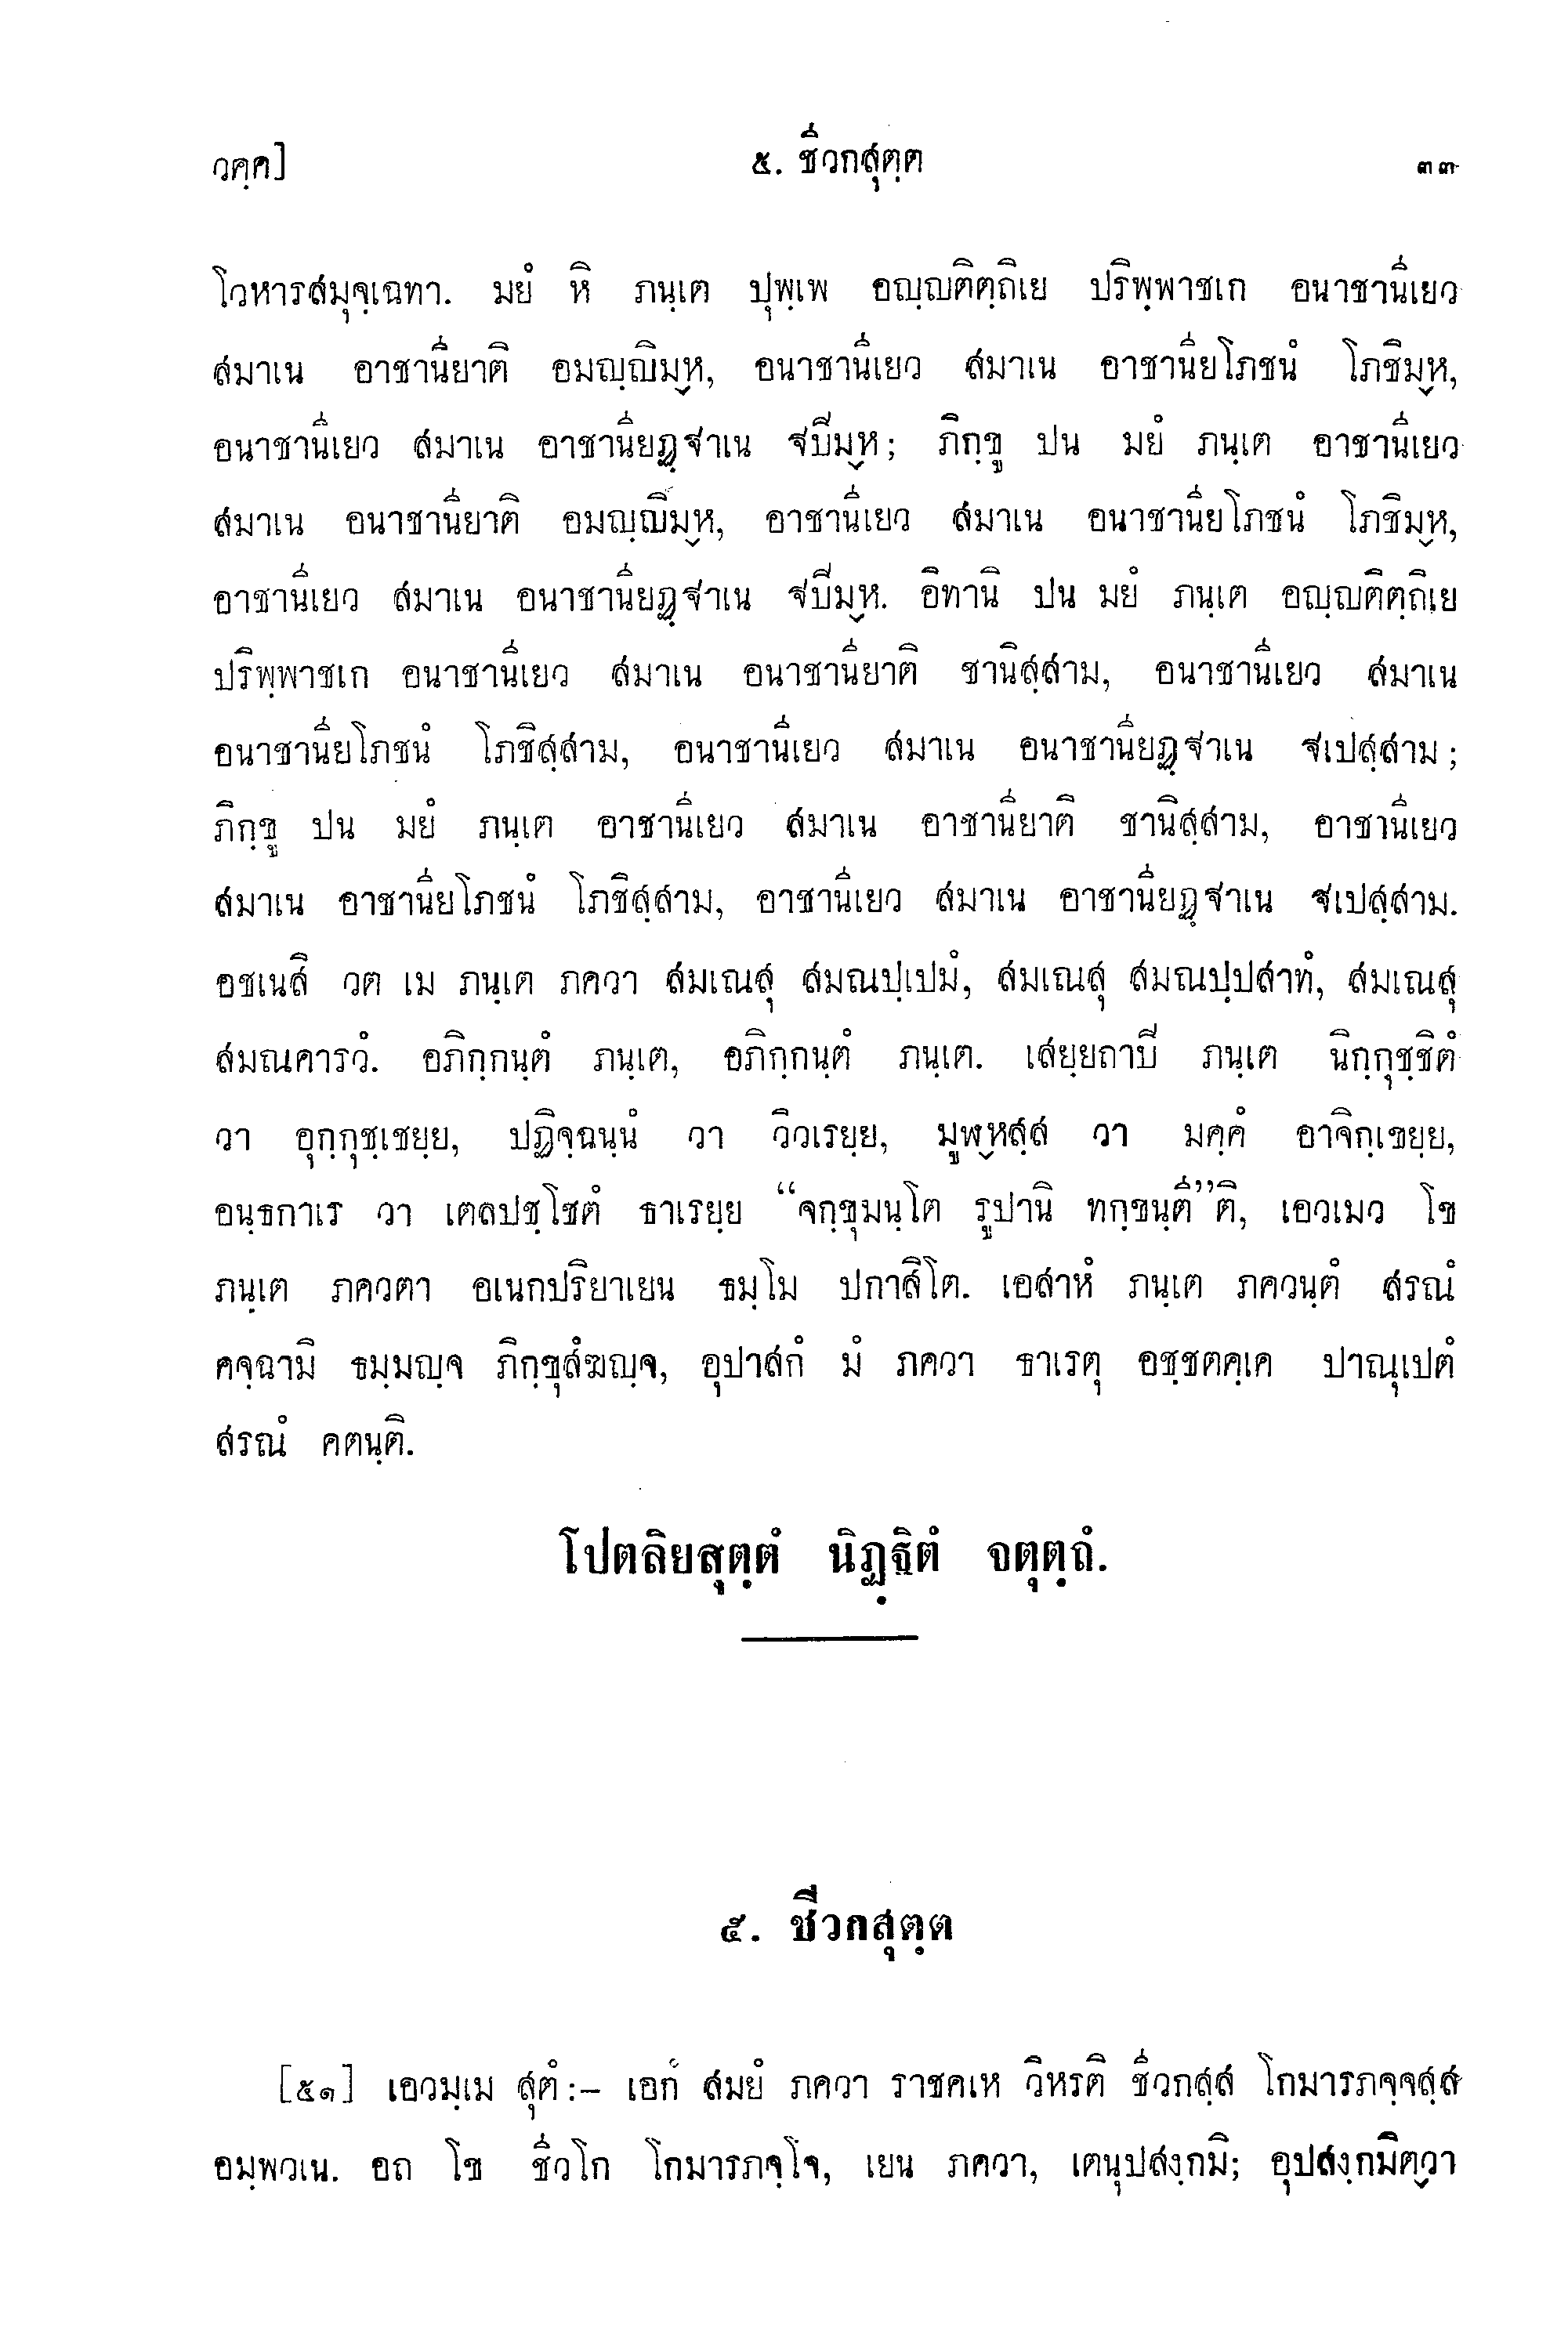 วคฺค] ๕. ชีวกสุตฺต ๓๓
โวหารสมุจฺเฉทา. มยํ หิ ภนฺเต ปุพฺเพ อญฺญติตฺถิเย ปริพฺพาชเก อนาชานีเยว
สมาเน อาชานียาติ อมญฺญิมฺห, อนาชานีเยว สมาเน อาชานียโภชนํ โภชิมฺห,
อนาชานีเยว สมาเน อาชานียฏฺฐาเน ฐปิมฺห; ภิกฺขู ปน มยํ ภนฺเต อาชานีเยว
สมาเน อนาชานียาติ อมญฺญิมฺห, อาชานีเยว สมาเน อนาชานียโภชนํ โภชิมฺห,
อาชานีเยว สมาเน อนาชานียฏฺฐาเน ฐปิมฺห. อิทานิ ปน มยํ ภนฺเต อญฺญติตฺถิเย
ปริพฺพาชเก อนาชานีเยว สมาเน อนาชานียาติ ชานิสฺสาม, อนาชานีเยว สมาเน
อนาชานียโภชนํ โภชิสฺสาม, อนาชานีเยว สมาเน อนาชานียฏฺฐาเน ฐเปสฺสาม;
ภิกฺขู ปน มยํ ภนฺเต อาชานีเยว สมาเน อาชานียาติ ชานิสฺสาม, อาชานีเยว
สมาเน อาชานียโภชนํ โภชิสฺสาม, อาชานีเยว สมาเน อาชานียฏฺฐาเน ฐเปสฺสาม.
อชเนสิ วต เม ภนฺเต ภควา สมเณสุ สมณปฺเปมํ, สมเณสุ สมณปฺปสาทํ, สมเณสุ
สมณคารวํ. อภิกฺกนฺตํ ภนฺเต, อภิกฺกนฺตํ ภนฺเต. เสยฺยถาปิ ภนฺเต นิกฺกุชฺชิตํ
วา อุกฺกุชฺเชยฺย, ปฏิจฺฉนฺนํ วา วิวเรยฺย, มูฬฺหสฺส วา มคฺคํ อาจิกฺเขยฺย,
อนฺธกาเร วา เตลปชฺโชตํ ธาเรยฺย “จกฺขุมนฺโต รูปานิ ทกฺขนฺตี”ติ, เอวเมว โข
ภนฺเต ภควตา อเนกปริยาเยน ธมฺโม ปกาสิโต. เอสาหํ ภนฺเต ภควนฺตํ สรณํ
คจฺฉามิ ธมฺมญฺจ ภิกฺขุสํฆญฺจ, อุปาสกํ มํ ภควา ธาเรตุ อชฺชตคฺเค ปาณุเปตํ
สรณํ คตนฺติ.
โปตลิยสุตฺตํ นิฏฺฐิตํ จตุตฺถํ.
๕. ชีวกสุตฺต
[๕๑] เอวมฺเม สุตํ:– เอกํ สมยํ ภควา ราชคเห วิหรติ ชีวกสฺส โกมารภจฺจสฺส
อมฺพวเน. อถ โข ชีวโก โกมารภจฺโจ, เยน ภควา, เตนุปสงฺกมิ; อุปสงฺกมิตฺวา